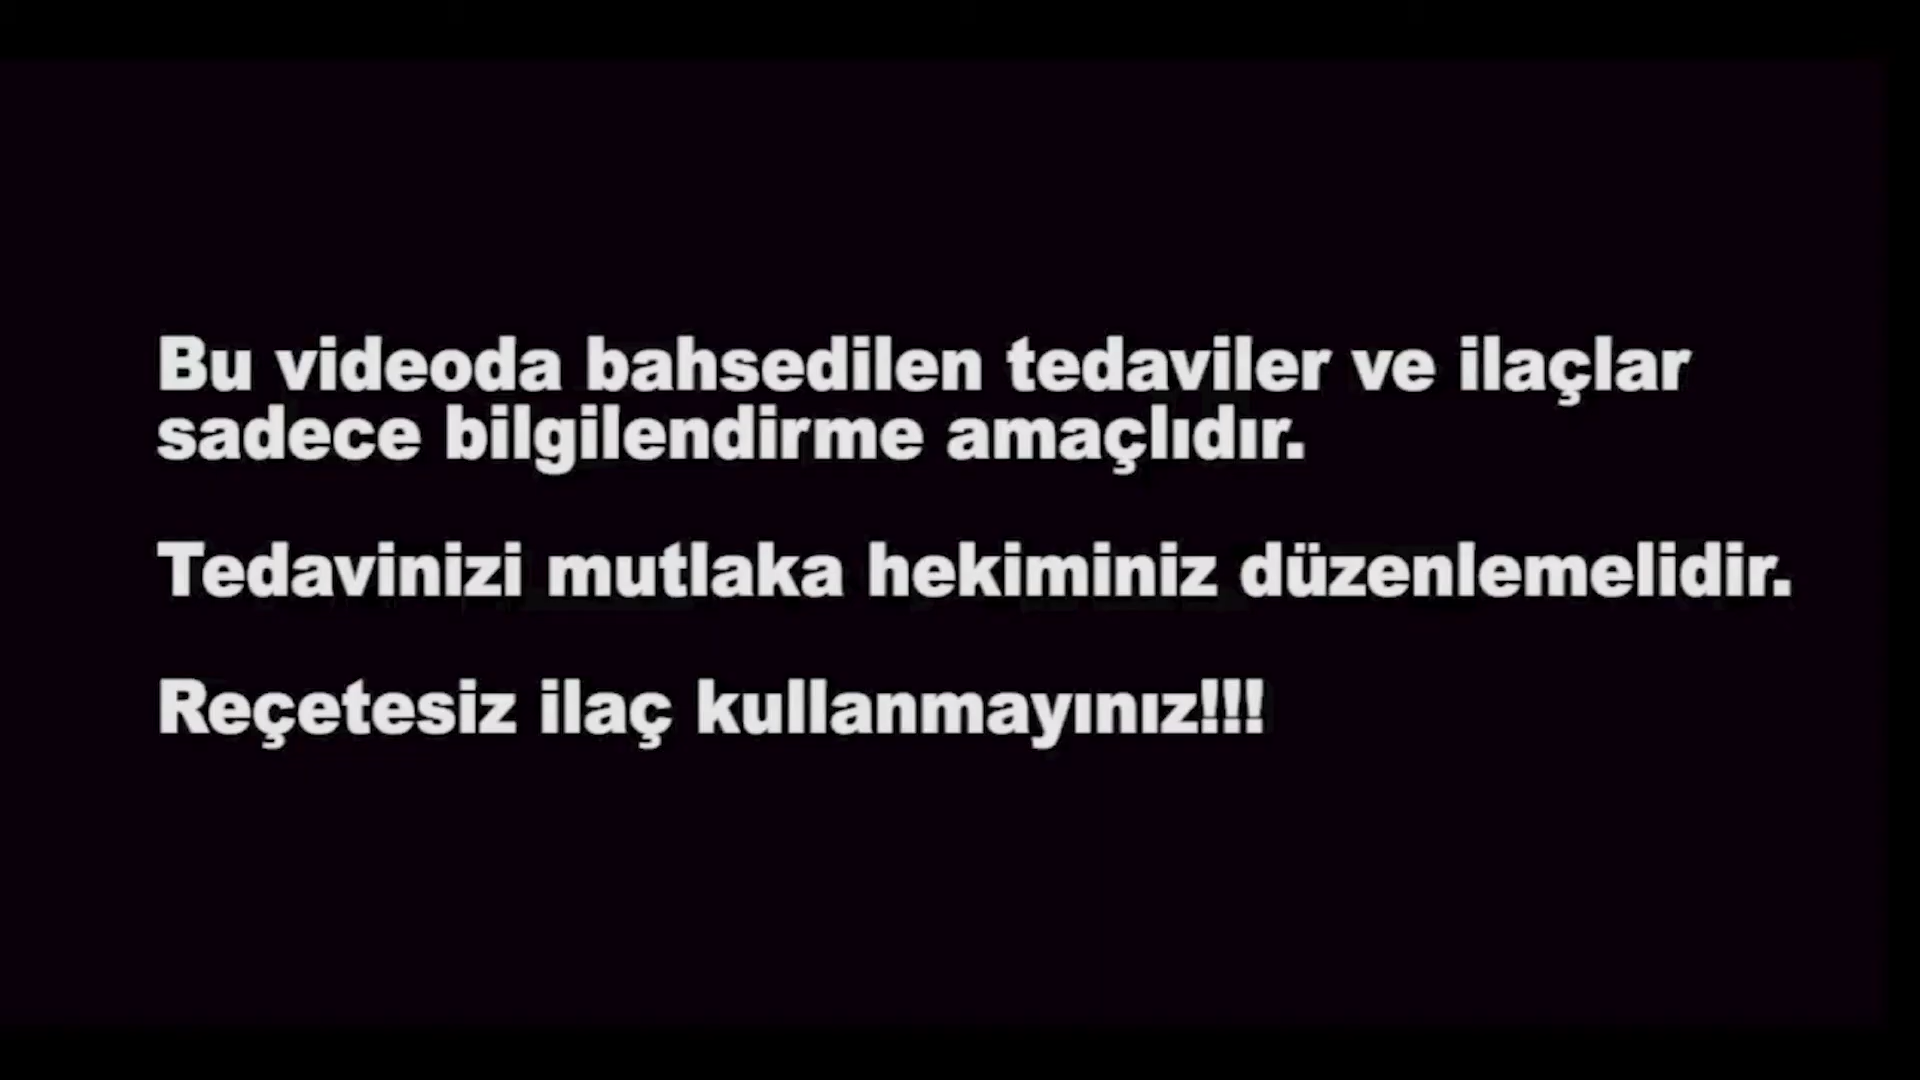 Bu videoda bahsedilen tedaviler ve ilaçlar
sadece bilgilendirme amaçlıdır.
Tedavinizi mutlaka hekiminiz düzenlemelidir.
Reçetesiz ilaç kullanmayınız!!!